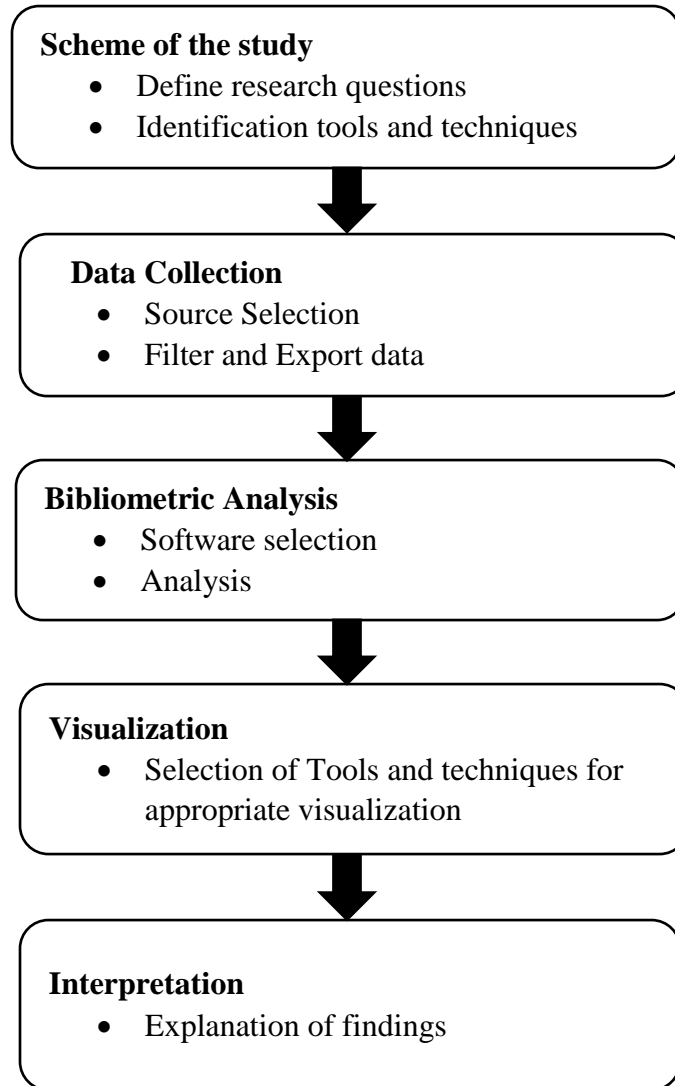 Scheme of the study
• Define research questions
• Identification tools and techniques
Data Collection
• Source Selection
• Filter and Export data
Bibliometric Analysis
• Software selection
• Analysis
Visualization
• Selection of Tools and techniques for
appropriate visualization
Interpretation
• Explanation of findings